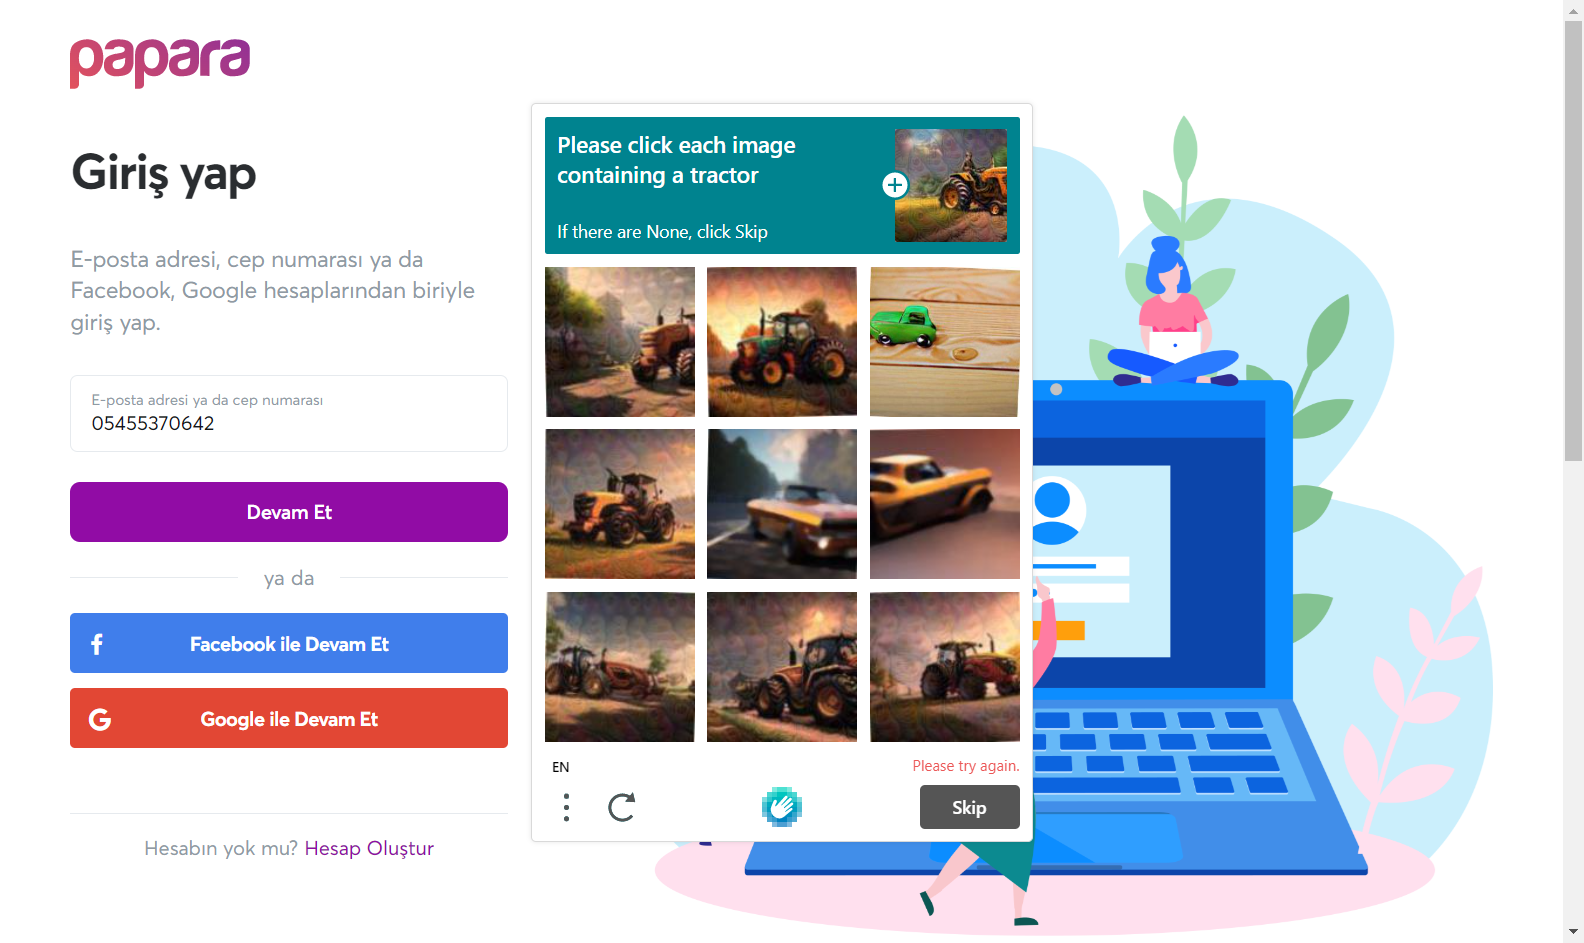 papara
Giriş yap
E-posta adresi, cep numarası ya da
Facebook, Google hesaplarından biriyle
giriş yap.
E-posta adresi ya da cep numarası
05455370642
Devam Et
ya da
Facebook ile Devam Et
Google ile Devam Et
Hesabın yok mu? Hesap Oluştur
Please click each image
containing a tractor
If there are None, click Skip
EN
Please try again.
Skip